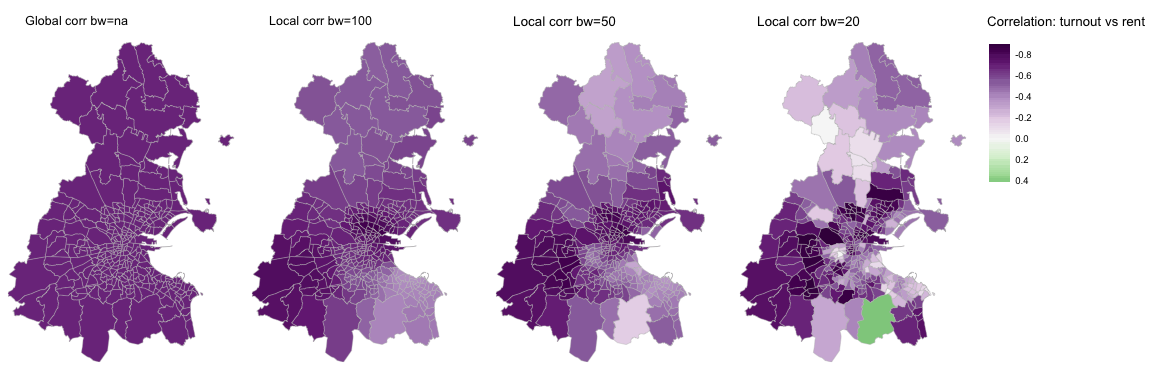 Global corr bw=na
Local corr bw=100
Local corr bw=50
Local corr bw=20
Correlation: turnout vs rent
-0.8
-0.6
-0.4
-0.2
0.0
0.2
0.4